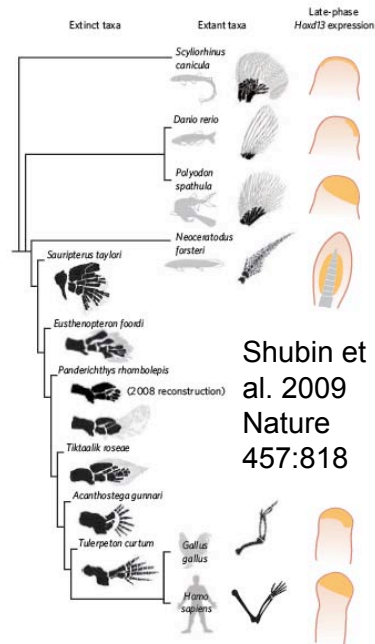 Extinct taxa
Extant taxa
Late-phase
Hoxd13 expression
Scyliorhinus
canicula
Danio rerio
Polyodon
spathula
Neoceratodus
forsteri
Sauripterus taylori
Eusthenopteron foordi
Panderichthys rhombolepis
(2008 reconstruction)
Tiktaalik roseae
Acanthostega gunnari
Tulerpeton curtum
Gallus
gallus
Homo
sapiens
Shubin et
al. 2009
Nature
457:818